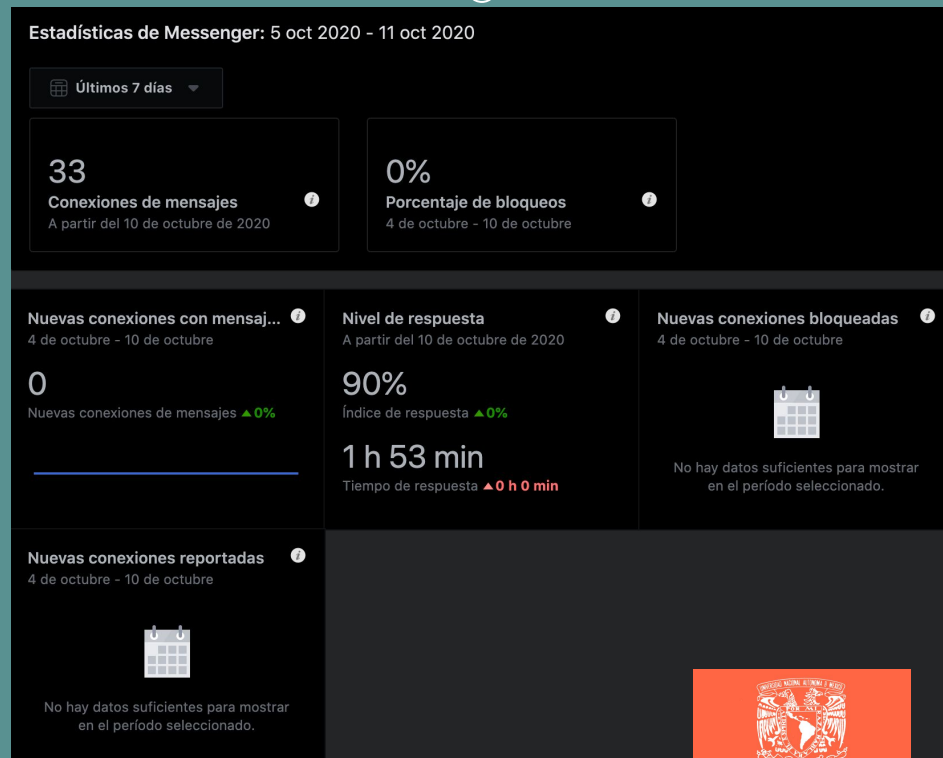 Estadísticas de Messenger: 5 oct 2020 - 11 oct 2020
Últimos 7 días
33
Conexiones de mensajes
A partir del 10 de octubre de 2020
0%
Porcentaje de bloqueos
4 de octubre - 10 de octubre
Nuevas conexiones con mensaj...
4 de octubre - 10 de octubre
0
Nuevas conexiones de mensajes ▲0%
Nivel de respuesta
A partir del 10 de octubre de 2020
90%
Índice de respuesta ▲0%
1 h 53 min
Tiempo de respuesta ▲0 h 0 min
Nuevas conexiones bloqueadas
4 de octubre - 10 de octubre
No hay datos suficientes para mostrar
en el período seleccionado.
Nuevas conexiones reportadas
4 de octubre - 10 de octubre
No hay datos suficientes para mostrar
en el período seleccionado.
UNIVERSIDAD NACIONAL AUTONOMA DE MEXICO